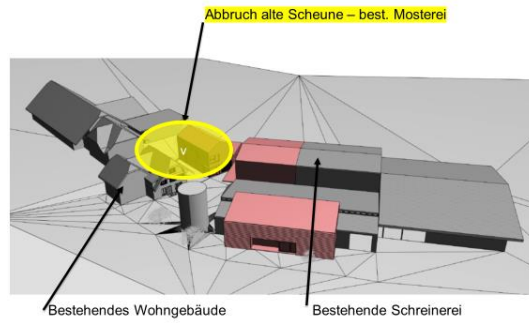 Abbruch alte Scheune – best. Mosterei
v
Bestehendes Wohngebäude
Bestehende Schreinerei